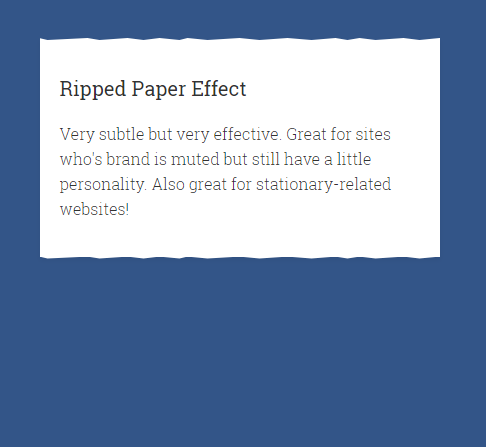 Ripped Paper Effect
Very subtle but very effective. Great for sites
who's brand is muted but still have a little
personality. Also great for stationary-related
websites!